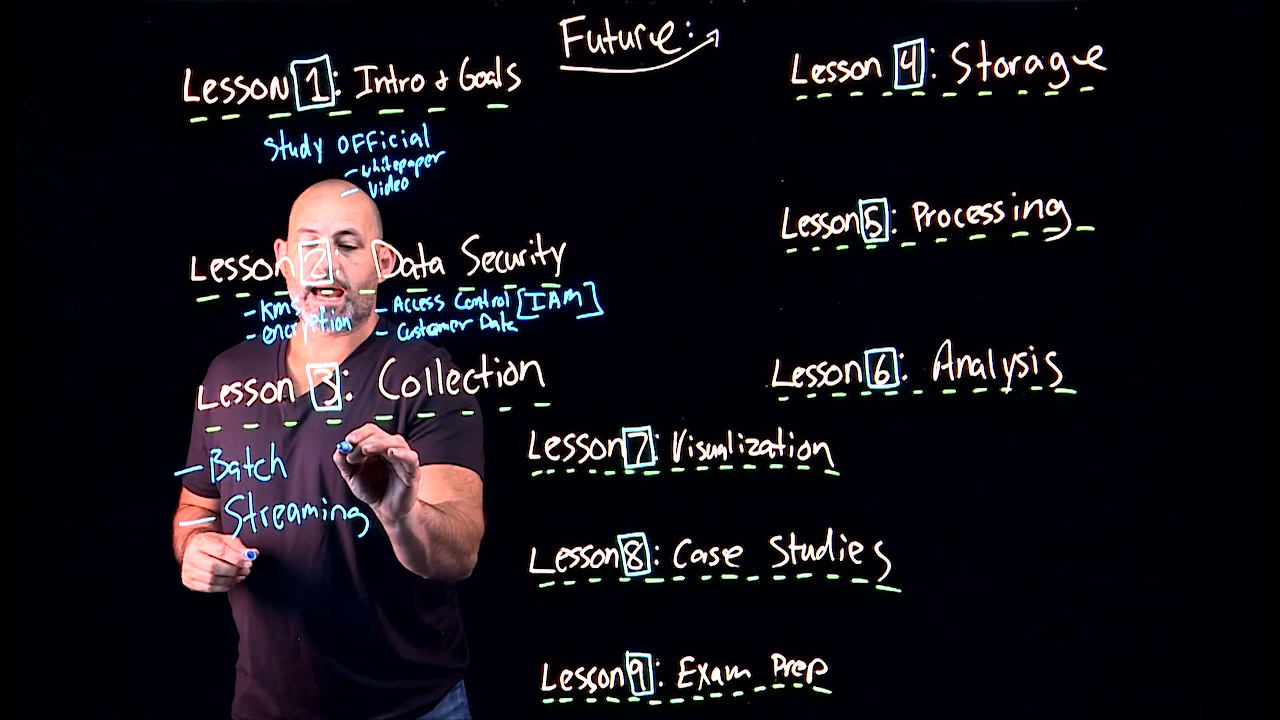 Future:
Lesson 1: Intro & Goals
Study Official
- whitepaper
- Video
Lesson 2: Data Security
- KMS
- encryption
- Access Control [IAM]
- Customer Data
Lesson 3: Collection
- Batch
- Streaming
Lesson 4: Storage
Lesson 5: Processing
Lesson 6: Analysis
Lesson 7: Visualization
Lesson 8: Case Studies
Lesson 9: Exam Prep